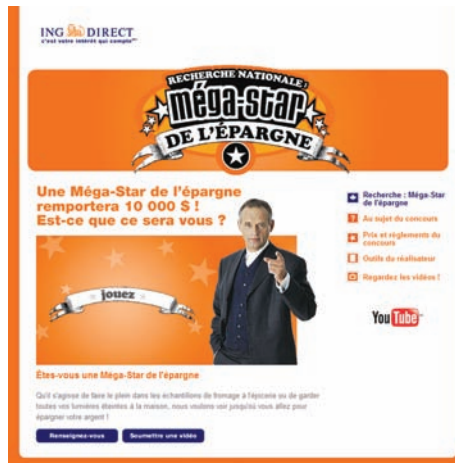 ING DIRECT
c'est votre intérêt qui compte
RECHERCHE NATIONALE :
méga-star
DE L'ÉPARGNE
Une Méga-Star de l'épargne
remportera 10 000 $ !
Est-ce que ce sera vous ?
jouez
Recherche : Méga-Star
de l'épargne
Au sujet du concours
Prix et règlements du
concours
Outils du réalisateur
Regardez les vidéos !
YouTube
Êtes-vous une Méga-Star de l'épargne
Qu'il s'agisse de faire le plein dans les échantillons de fromage à l'épicerie ou de garder
toutes vos lumières éteintes à la maison, nous voulons voir jusqu'où vous allez pour
épargner votre argent !
Renseignez-vous
Soumettre une vidéo